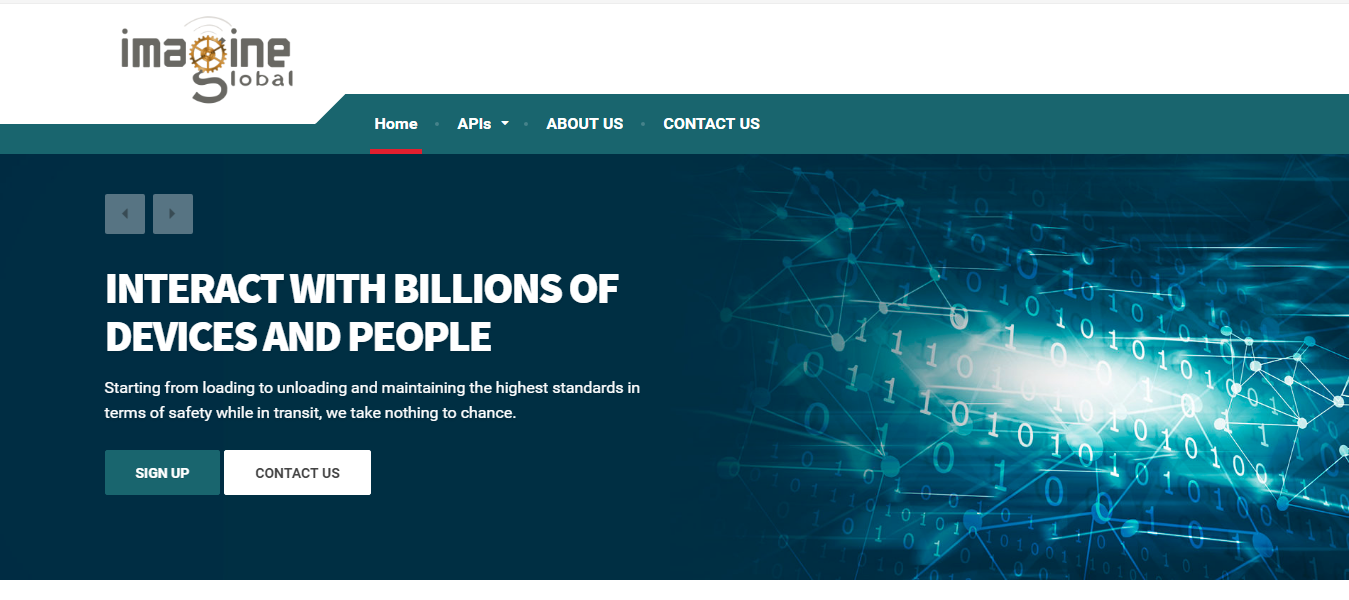 imagine
global
Home
APIs
ABOUT US
CONTACT US
INTERACT WITH BILLIONS OF
DEVICES AND PEOPLE
Starting from loading to unloading and maintaining the highest standards in
terms of safety while in transit, we take nothing to chance.
SIGN UP
CONTACT US